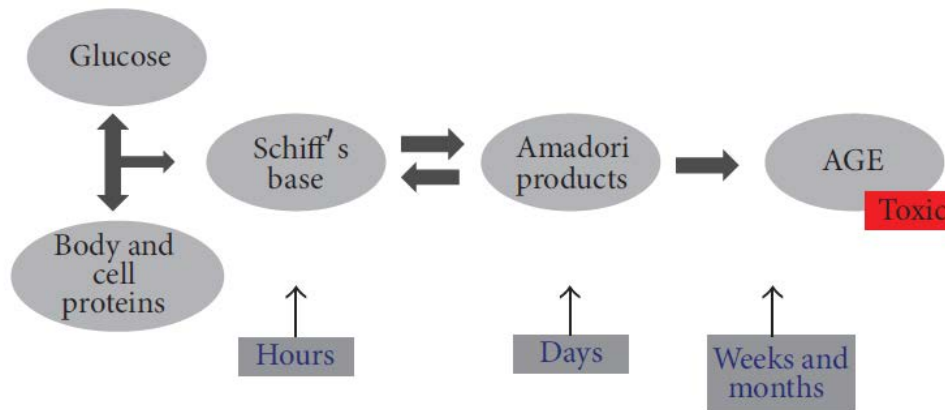 Glucose
Schiff′s
base
Amadori
products
AGE
Toxic
Body and
cell
proteins
Hours
Days
Weeks and
months